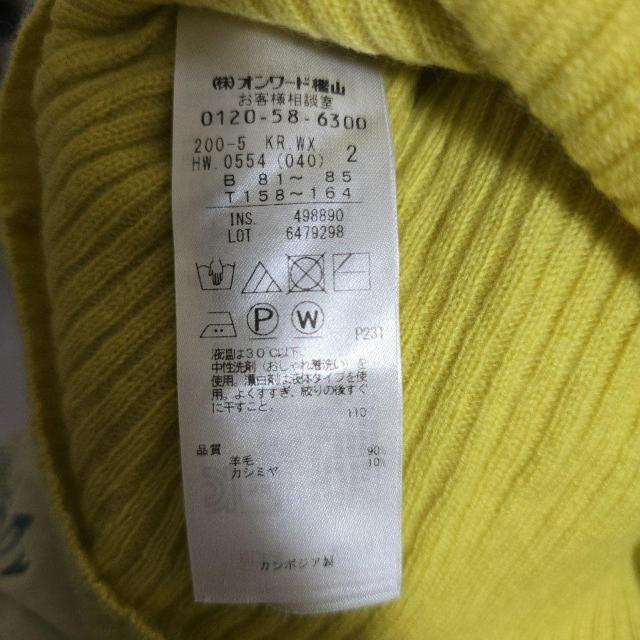 (株)オンワード樫山
お客様相談室
0120-58-6300
200-5 KR.WX
HW.0554 (040) 2
B 81～ 85
T 158～164
INS. 498890
LOT 6479298
P W
P231
液温は30℃以下、
中性洗剤（おしゃれ着洗い）を
使用。漂白剤は液体タイプを使
用。よくすすぎ、絞りの後すぐ
に干すこと。
110
品質
羊毛 90%
カシミヤ 10%
カンボジア製